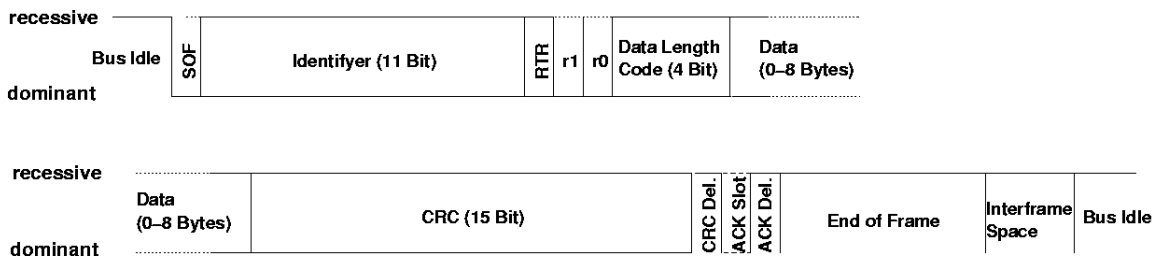 recessive
Bus Idle
SOF
Identifyer (11 Bit)
RTR
r1
r0
Data Length
Code (4 Bit)
Data
(0–8 Bytes)
dominant
recessive
Data
(0–8 Bytes)
CRC (15 Bit)
CRC Del.
ACK Slot
ACK Del.
End of Frame
Interframe
Space
Bus Idle
dominant